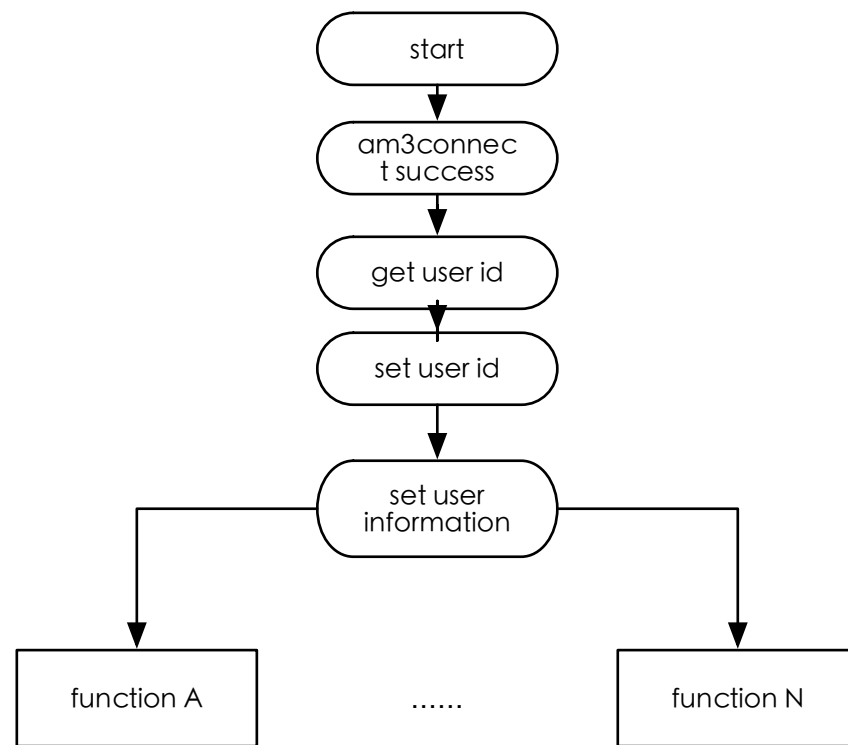 start
am3connec
t success
get user id
set user id
set user
information
function A
......
function N